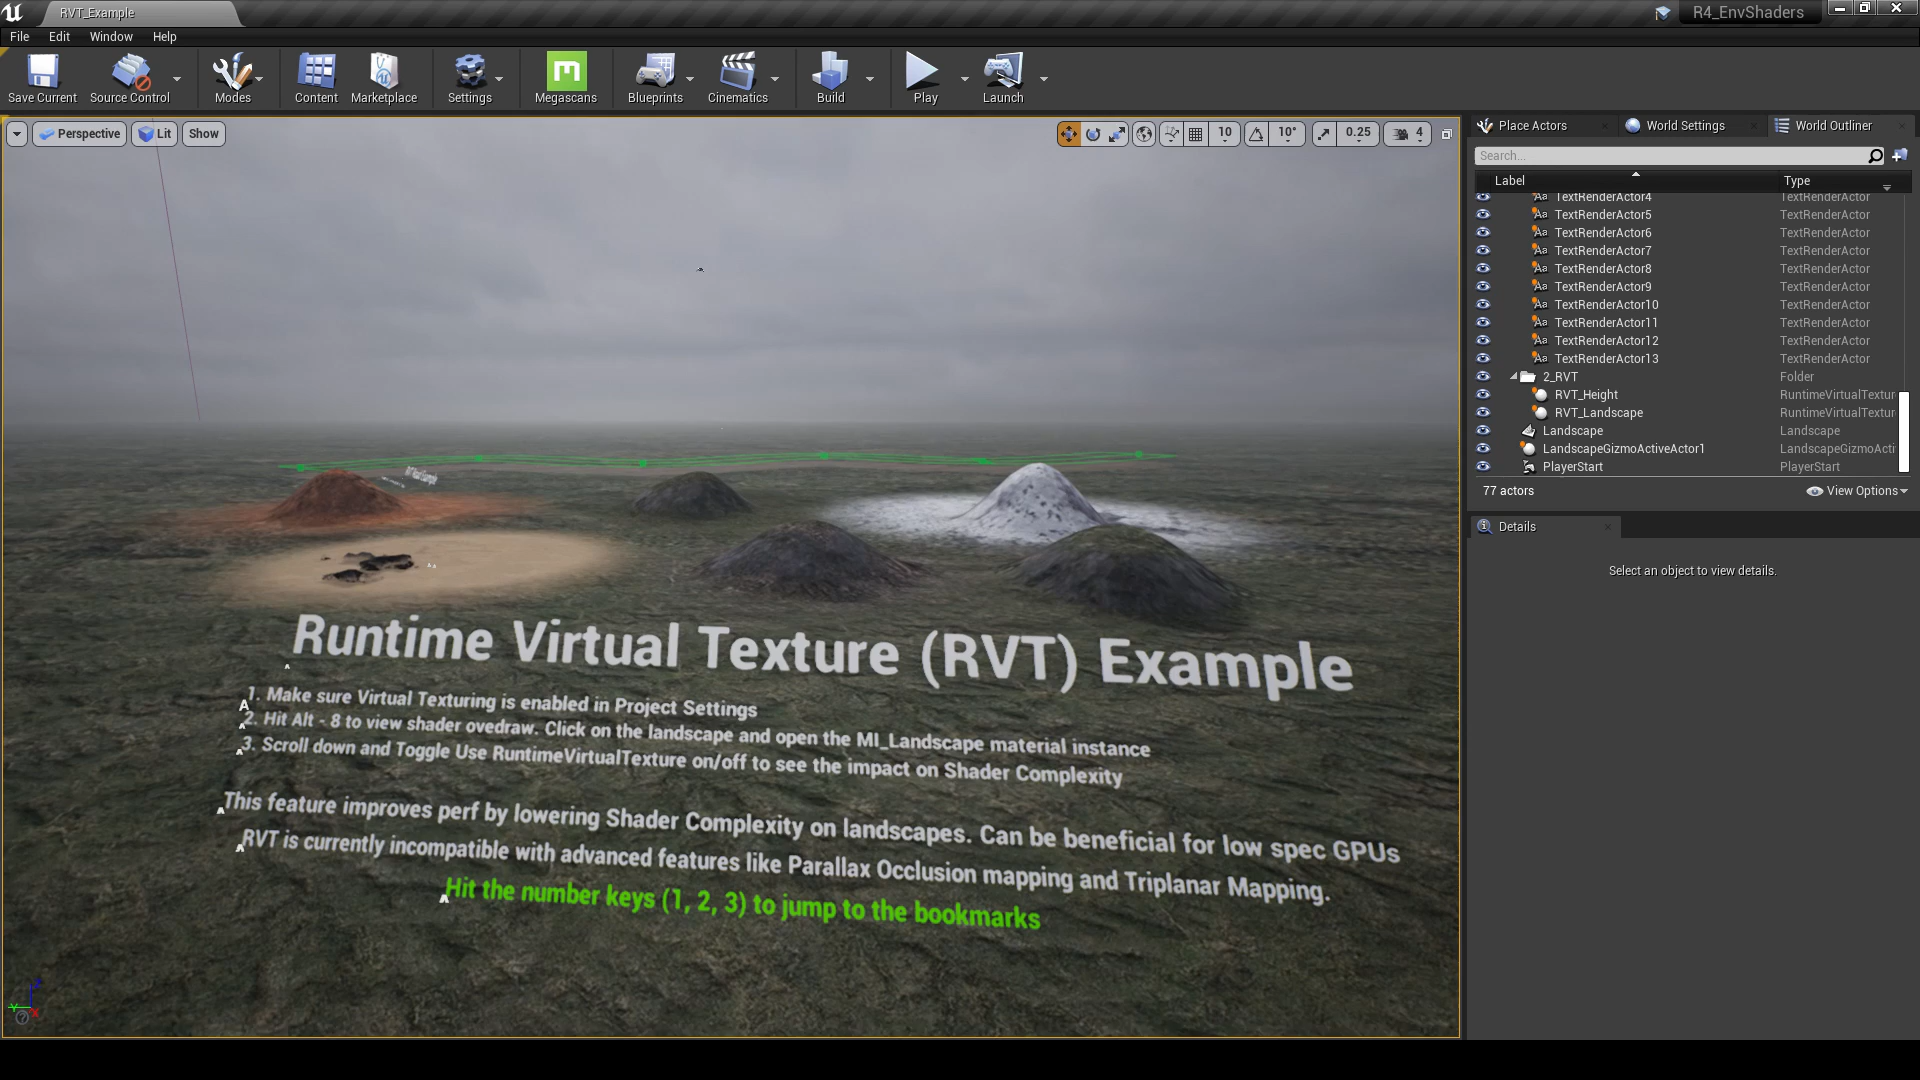 RVT_Example
R4_EnvShaders
File Edit Window Help
Save Current Source Control Modes Content Marketplace Settings Megascans Blueprints Cinematics Build Play Launch
Perspective Lit Show
10 10° 0.25 4
Place Actors World Settings World Outliner
Search...
Label Type
TextRenderActor4 TextRenderActor
TextRenderActor5 TextRenderActor
TextRenderActor6 TextRenderActor
TextRenderActor7 TextRenderActor
TextRenderActor8 TextRenderActor
TextRenderActor9 TextRenderActor
TextRenderActor10 TextRenderActor
TextRenderActor11 TextRenderActor
TextRenderActor12 TextRenderActor
TextRenderActor13 TextRenderActor
2_RVT Folder
RVT_Height RuntimeVirtualTextur
RVT_Landscape RuntimeVirtualTextur
Landscape Landscape
LandscapeGizmoActiveActor1 LandscapeGizmoActi
PlayerStart PlayerStart
77 actors View Options
Details
Select an object to view details.
Runtime Virtual Texture (RVT) Example
1. Make sure Virtual Texturing is enabled in Project Settings
2. Hit Alt - 8 to view shader ovedraw. Click on the landscape and open the MI_Landscape material instance
3. Scroll down and Toggle Use RuntimeVirtualTexture on/off to see the impact on Shader Complexity
This feature improves perf by lowering Shader Complexity on landscapes. Can be beneficial for low spec GPUs
RVT is currently incompatible with advanced features like Parallax Occlusion mapping and Triplanar Mapping.
Hit the number keys (1, 2, 3) to jump to the bookmarks